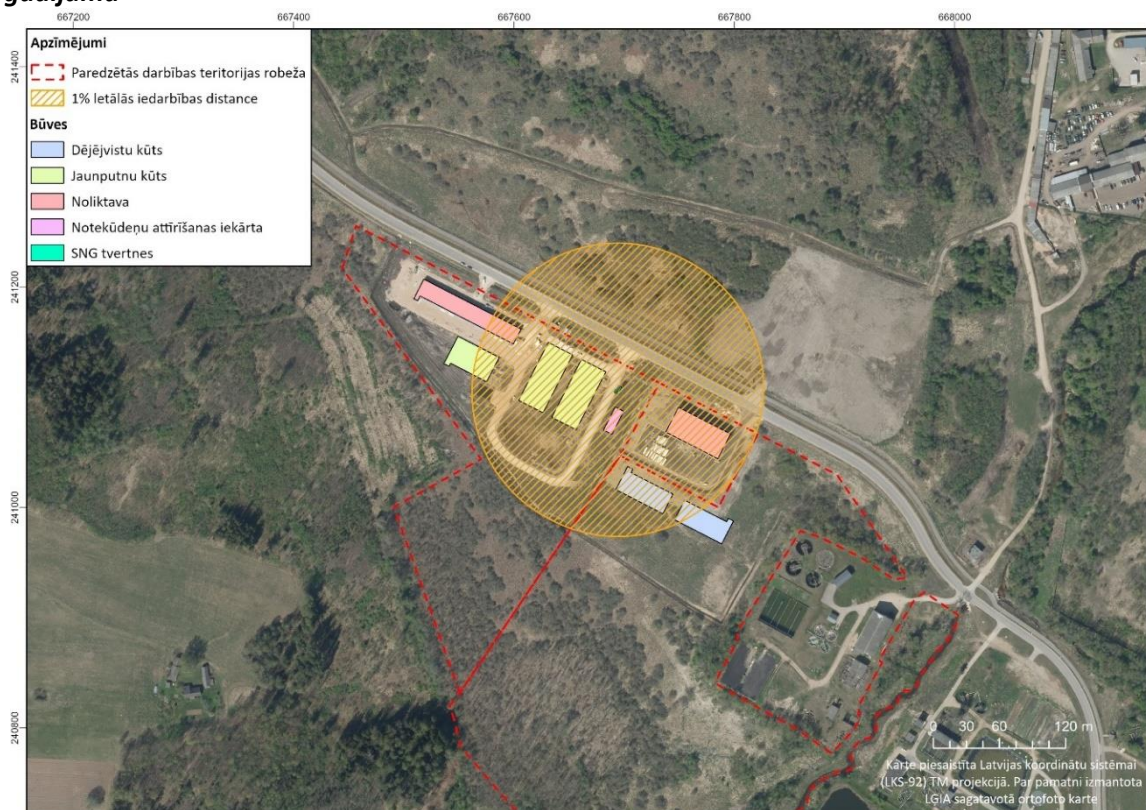 667200 667400 667600 667800 668000
Apzīmējumi
Paredzētās darbības teritorijas robeža
1% letālās iedarbības distance
Būves
Dējējvistu kūts
Jaunputnu kūts
Noliktava
Notekūdeņu attīrīšanas iekārta
SNG tvertnes
241400
241200
241000
240800
0 30 60 120 m
Karte piesaistīta Latvijas koordinātu sistēmai
(LKS-92) TM projekcijā. Par pamatni izmantota
LĢIA sagatavotā ortofoto karte